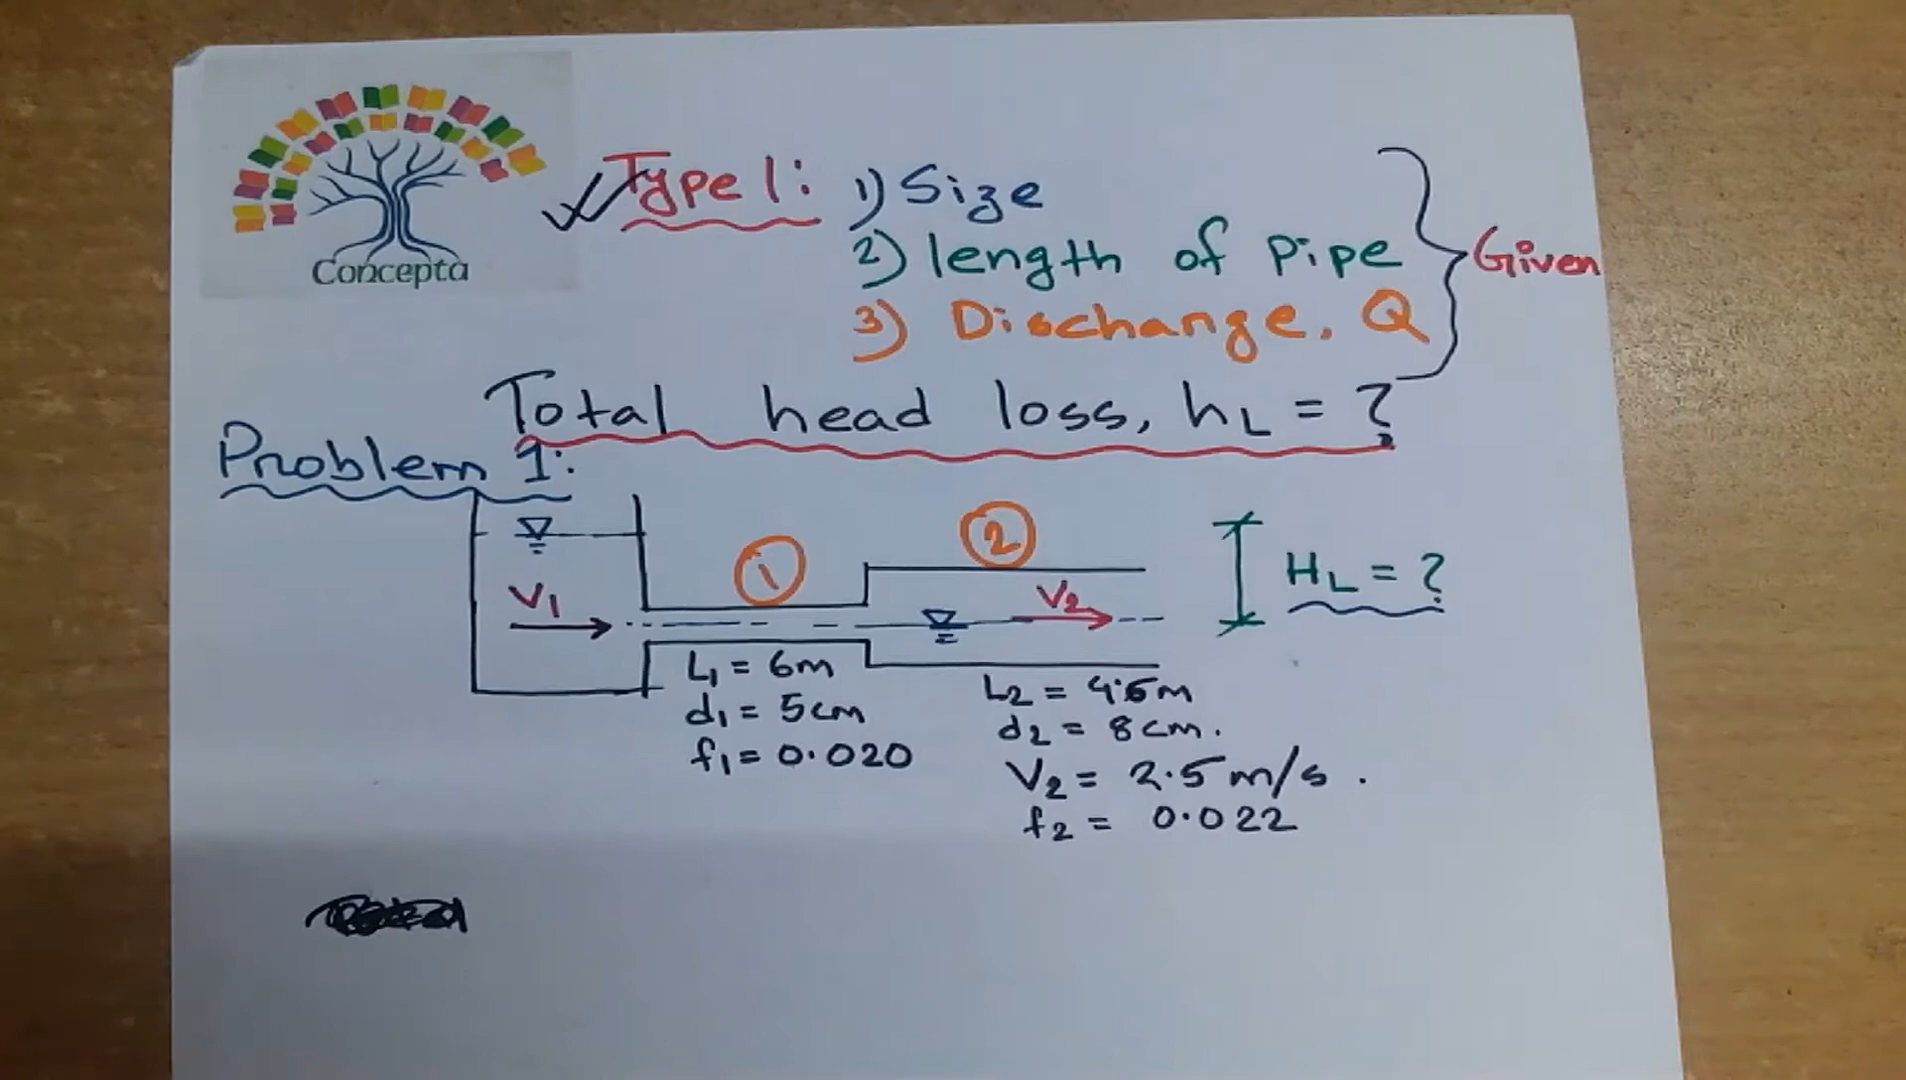 Concepta
Type 1: 1) Size
2) length of Pipe
3) Dischange, Q
Given
Total head loss, hL = ?
Problem 1:
1
2
V1
V2
HL = ?
L1 = 6m
d1 = 5cm
f1 = 0.020
L2 = 4.5m
d2 = 8cm.
V2 = 2.5m/s.
f2 = 0.022